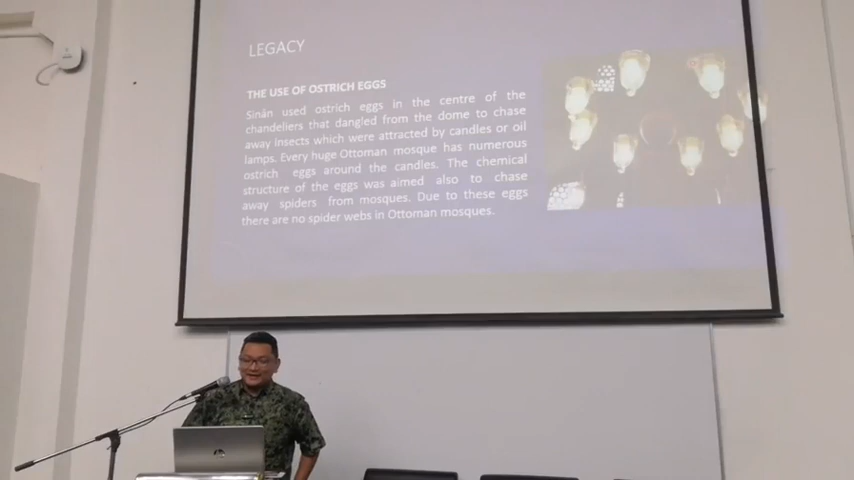 LEGACY
THE USE OF OSTRICH EGGS
Sinān used ostrich eggs in the centre of the
chandeliers that dangled from the dome to chase
away insects which were attracted by candles or oil
lamps. Every huge Ottoman mosque has numerous
ostrich eggs around the candles. The chemical
structure of the eggs was aimed also to chase
away spiders from mosques. Due to these eggs
there are no spider webs in Ottoman mosques.
hp